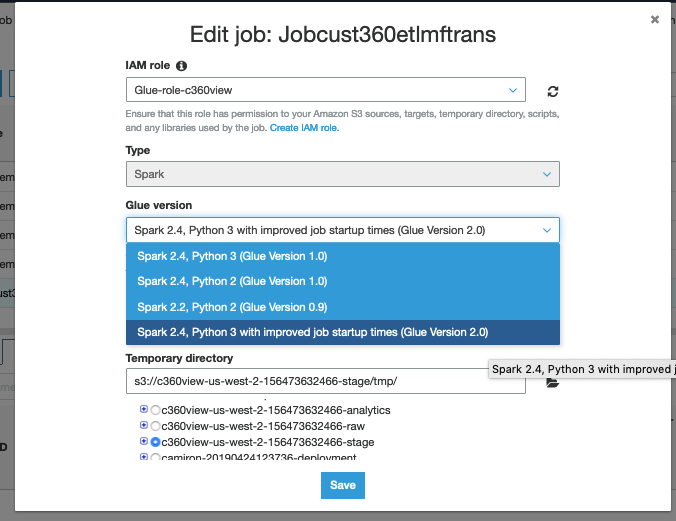 Edit job: Jobcust360etlmftrans
×
IAM role
Glue-role-c360view
Ensure that this role has permission to your Amazon S3 sources, targets, temporary directory, scripts,
and any libraries used by the job. Create IAM role.
Type
Spark
Glue version
Spark 2.4, Python 3 with improved job startup times (Glue Version 2.0)
Spark 2.4, Python 3 (Glue Version 1.0)
Spark 2.4, Python 2 (Glue Version 1.0)
Spark 2.2, Python 2 (Glue Version 0.9)
Spark 2.4, Python 3 with improved job startup times (Glue Version 2.0)
Temporary directory
Spark 2.4, Python 3 with improved j
s3://c360view-us-west-2-156473632466-stage/tmp/
c360view-us-west-2-156473632466-analytics
c360view-us-west-2-156473632466-raw
c360view-us-west-2-156473632466-stage
camiron-20190424123736-deployment
Save